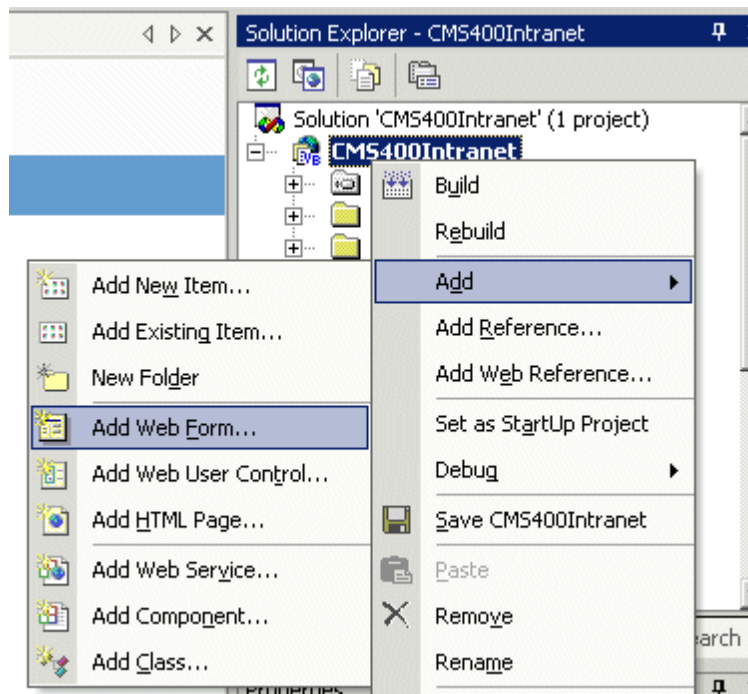 Solution Explorer - CMS400Intranet
Solution 'CMS400Intranet' (1 project)
CMS400Intranet
Build
Rebuild
Add
Add Reference...
Add Web Reference...
Set as StartUp Project
Debug
Save CMS400Intranet
Paste
Remove
Rename
Add New Item...
Add Existing Item...
New Folder
Add Web Form...
Add Web User Control...
Add HTML Page...
Add Web Service...
Add Component...
Add Class...
Properties